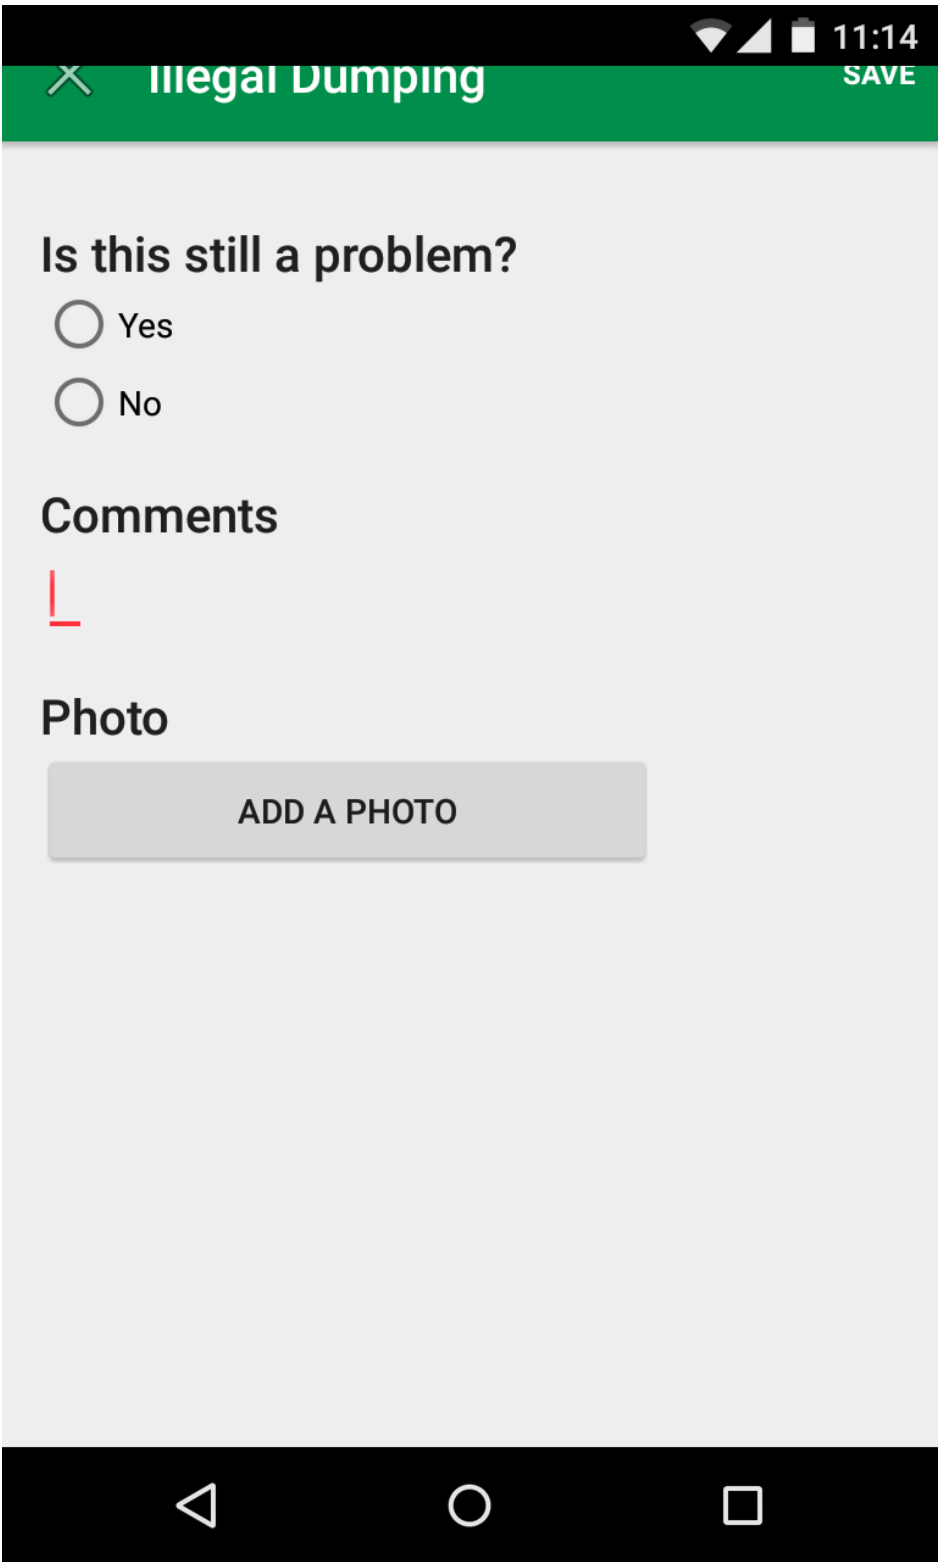 11:14
Illegal Dumping
SAVE
Is this still a problem?
Yes
No
Comments
Photo
ADD A PHOTO